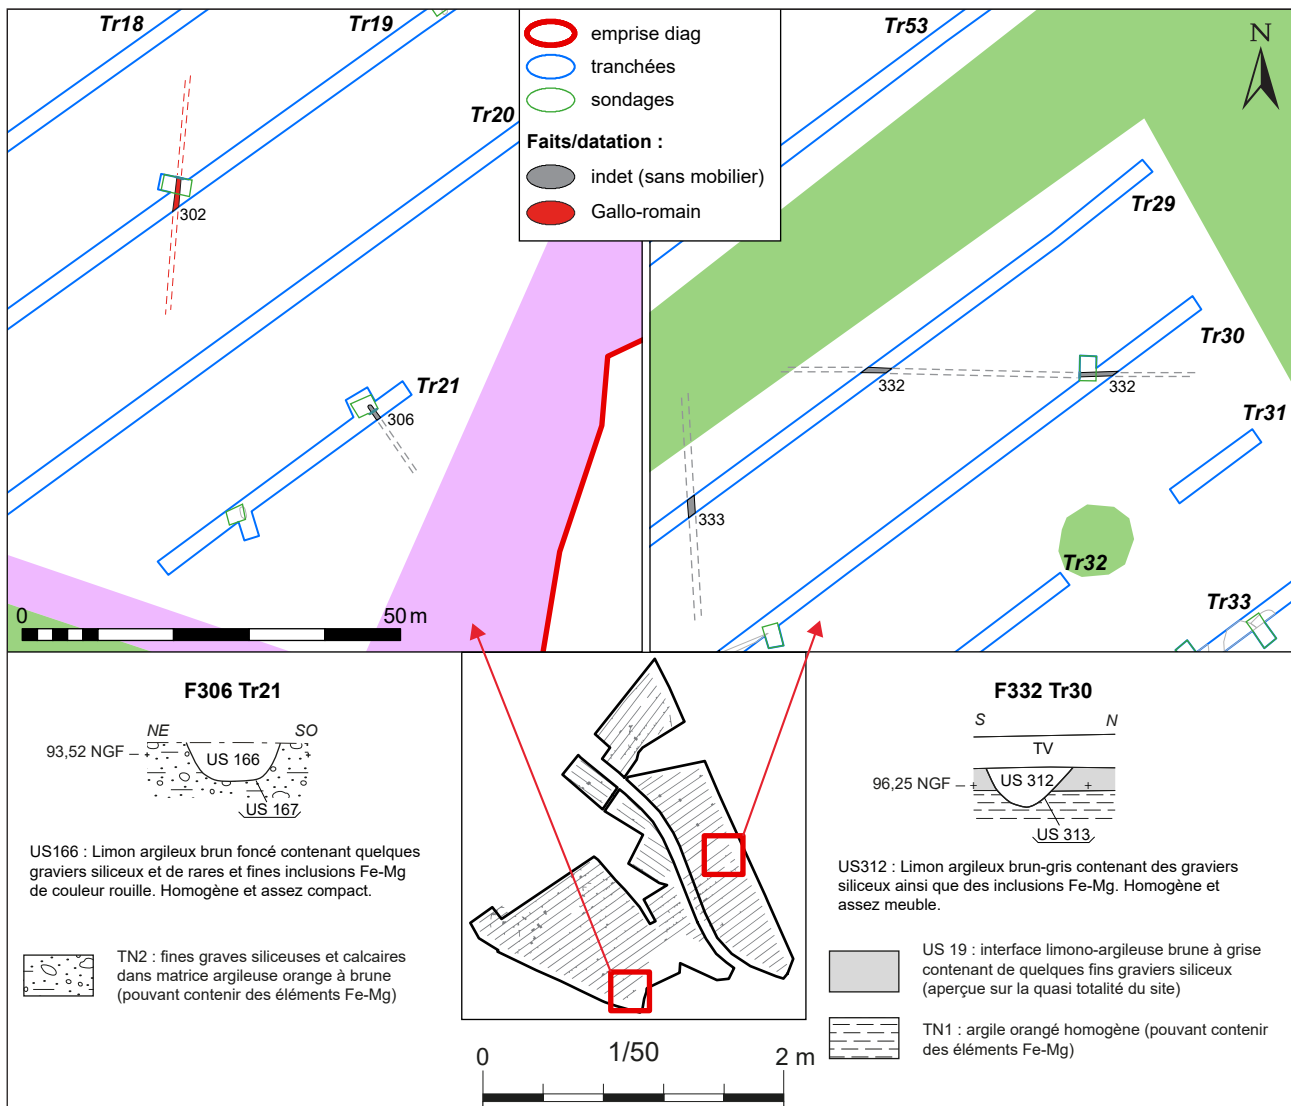 Tr18
Tr19
Tr20
302
Tr21
306
0
50 m
emprise diag
tranchées
sondages
Faits/datation :
indet (sans mobilier)
Gallo-romain
Tr53
N
Tr29
Tr30
332
332
Tr31
333
Tr32
Tr33
F306 Tr21
NE
SO
93,52 NGF
US 166
US 167
US166 : Limon argileux brun foncé contenant quelques
graviers siliceux et de rares et fines inclusions Fe-Mg
de couleur rouille. Homogène et assez compact.
TN2 : fines graves siliceuses et calcaires
dans matrice argileuse orange à brune
(pouvant contenir des éléments Fe-Mg)
0
1/50
2 m
F332 Tr30
S
N
TV
US 312
96,25 NGF
US 313
US312 : Limon argileux brun-gris contenant des graviers
siliceux ainsi que des inclusions Fe-Mg. Homogène et
assez meuble.
US 19 : interface limono-argileuse brune à grise
contenant de quelques fins graviers siliceux
(aperçue sur la quasi totalité du site)
TN1 : argile orangé homogène (pouvant contenir
des éléments Fe-Mg)